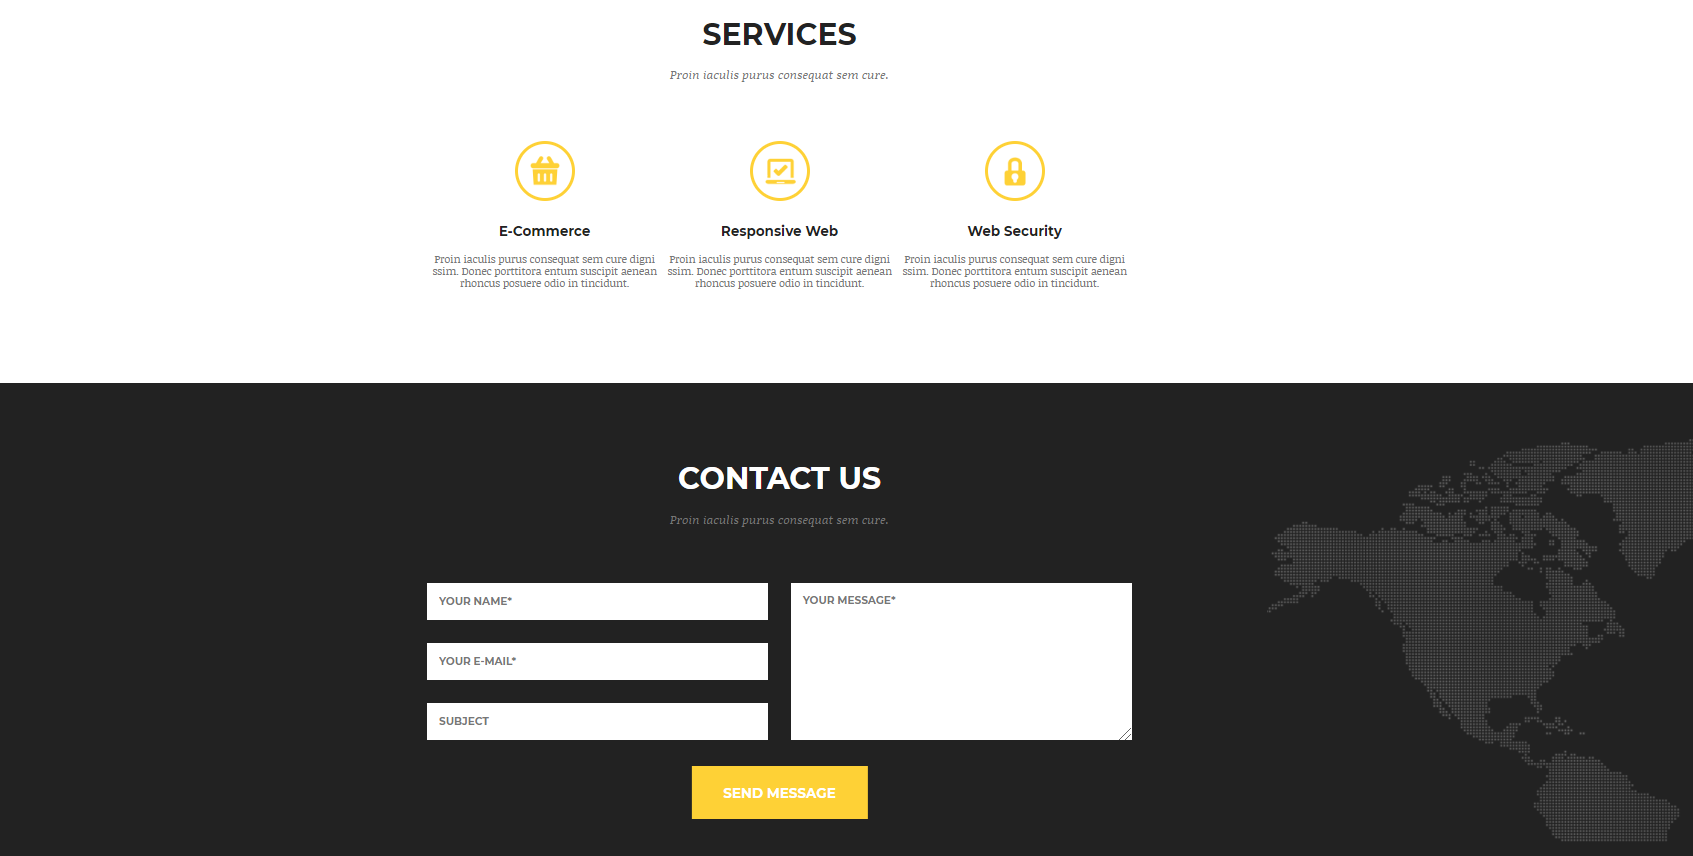 SERVICES
Proin iaculis purus consequat sem cure.
E-Commerce
Proin iaculis purus consequat sem cure digni
ssim. Donec porttitora entum suscipit aenean
rhoncus posuere odio in tincidunt.
Responsive Web
Proin iaculis purus consequat sem cure digni
ssim. Donec porttitora entum suscipit aenean
rhoncus posuere odio in tincidunt.
Web Security
Proin iaculis purus consequat sem cure digni
ssim. Donec porttitora entum suscipit aenean
rhoncus posuere odio in tincidunt.
CONTACT US
Proin iaculis purus consequat sem cure.
YOUR NAME*
YOUR E-MAIL*
SUBJECT
YOUR MESSAGE*
SEND MESSAGE